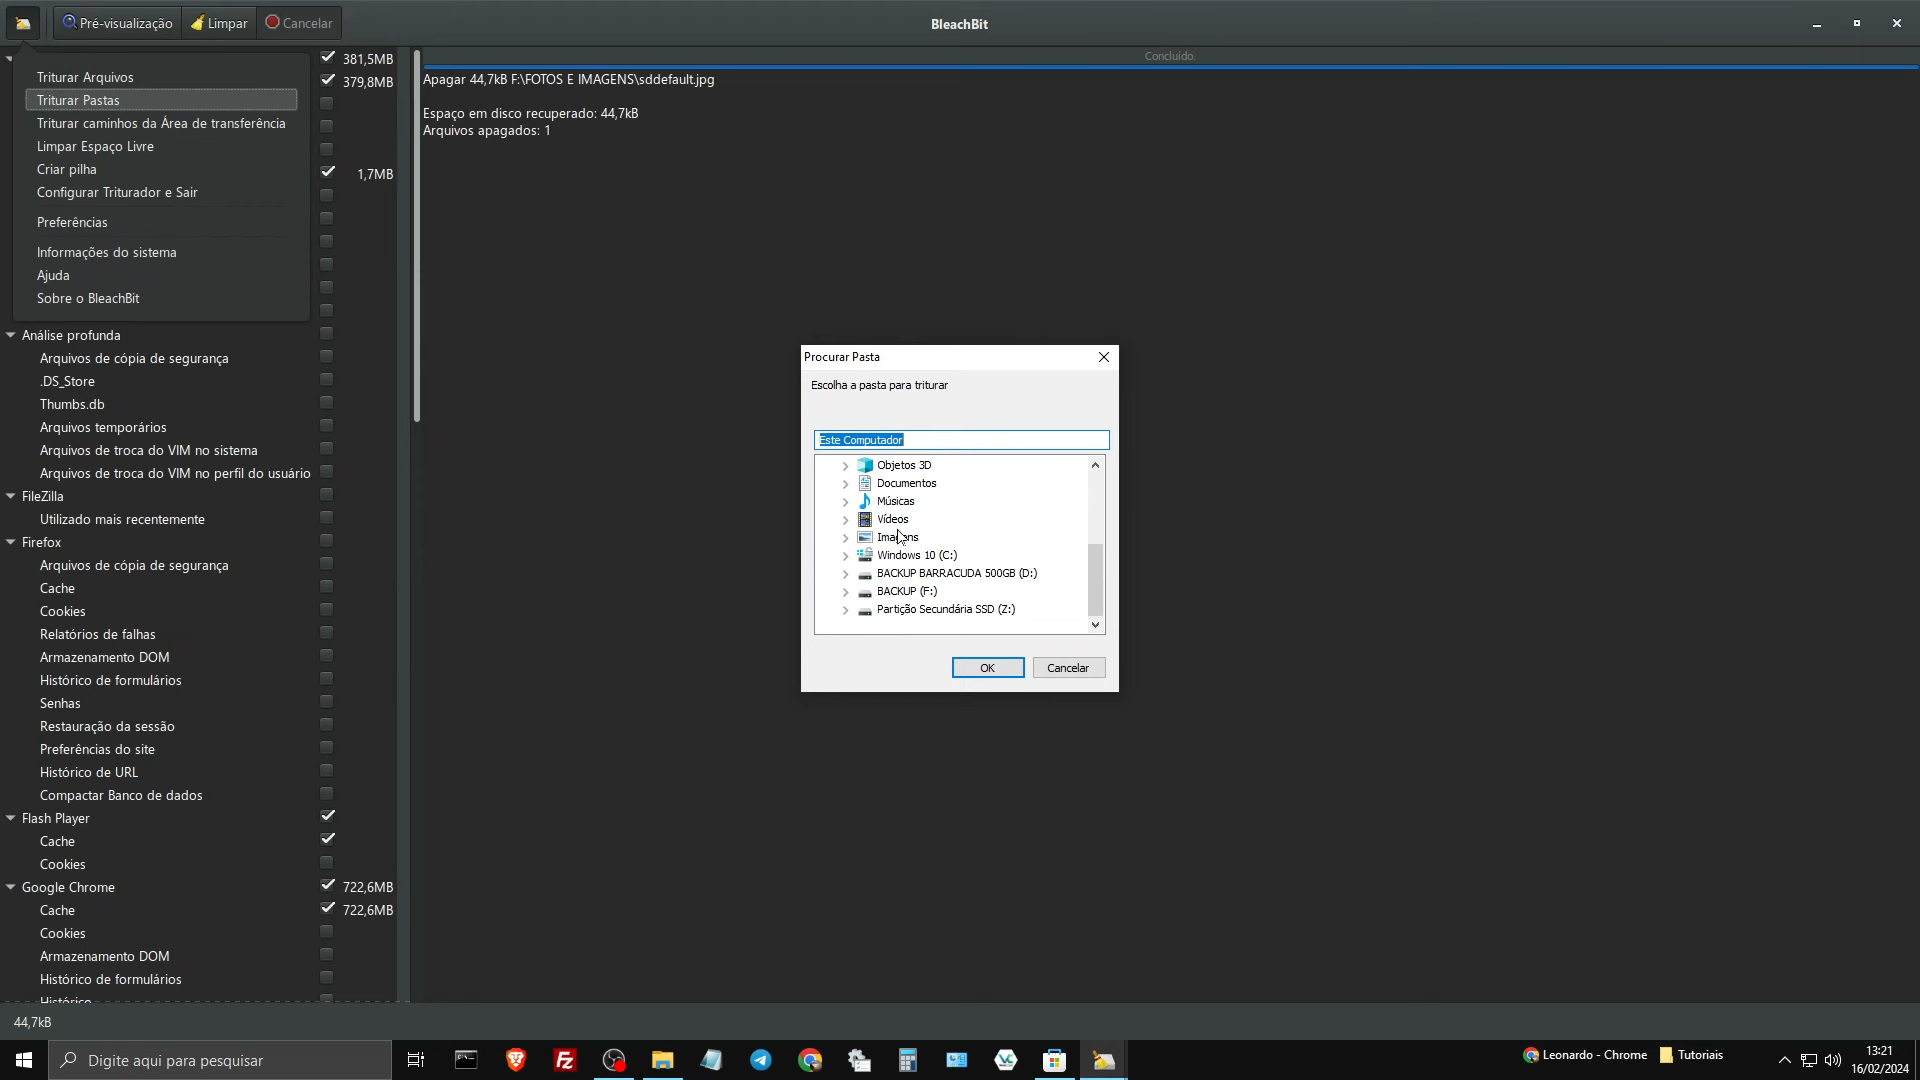 Pré-visualização
Limpar
Cancelar
BleachBit
Triturar Arquivos
Triturar Pastas
Triturar caminhos da Área de transferência
Limpar Espaço Livre
Criar pilha
Configurar Triturador e Sair
Preferências
Informações do sistema
Ajuda
Sobre o BleachBit
381,5MB
379,8MB
1,7MB
Análise profunda
Arquivos de cópia de segurança
.DS_Store
Thumbs.db
Arquivos temporários
Arquivos de troca do VIM no sistema
Arquivos de troca do VIM no perfil do usuário
FileZilla
Utilizado mais recentemente
Firefox
Arquivos de cópia de segurança
Cache
Cookies
Relatórios de falhas
Armazenamento DOM
Histórico de formulários
Senhas
Restauração da sessão
Preferências do site
Histórico de URL
Compactar Banco de dados
Flash Player
Cache
Cookies
Google Chrome 722,6MB
Cache 722,6MB
Cookies
Armazenamento DOM
Histórico de formulários
Histórico
Concluído.
Apagar 44,7kB F:\FOTOS E IMAGENS\sddefault.jpg
Espaço em disco recuperado: 44,7kB
Arquivos apagados: 1
Procurar Pasta
Escolha a pasta para triturar
Este Computador
Objetos 3D
Documentos
Músicas
Vídeos
Imagens
Windows 10 (C:)
BACKUP BARRACUDA 500GB (D:)
BACKUP (F:)
Partição Secundária SSD (Z:)
OK
Cancelar
44,7kB
Digite aqui para pesquisar
Leonardo - Chrome
Tutoriais
13:21
16/02/2024